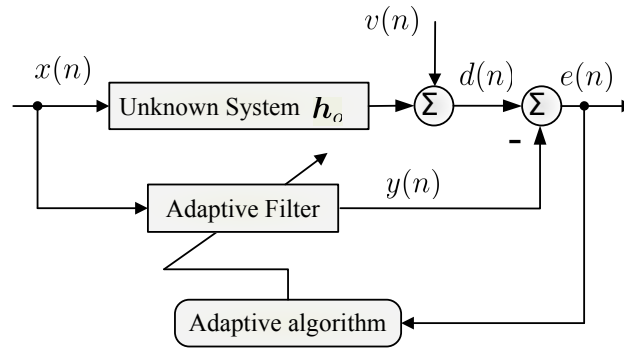 v(n)
x(n)
d(n)
e(n)
Unknown System h_o
Σ
Σ
-
y(n)
Adaptive Filter
Adaptive algorithm